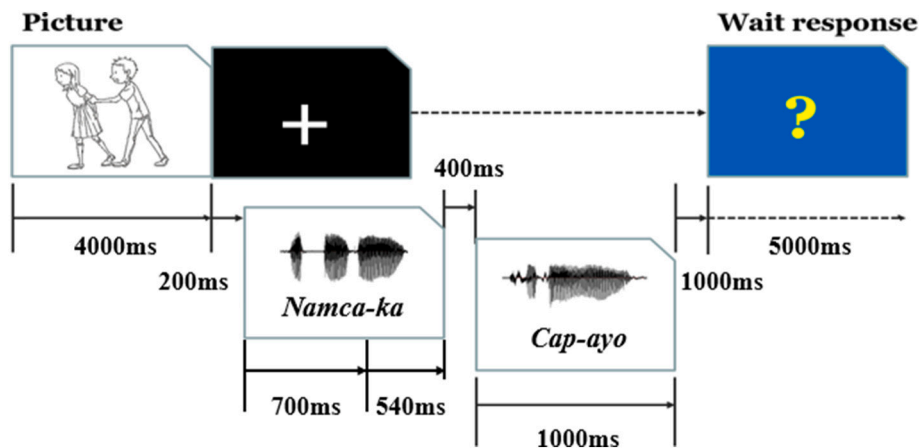 Picture
Wait response
+
?
400ms
4000ms
200ms
Namca-ka
Cap-ayo
1000ms
5000ms
700ms
540ms
1000ms